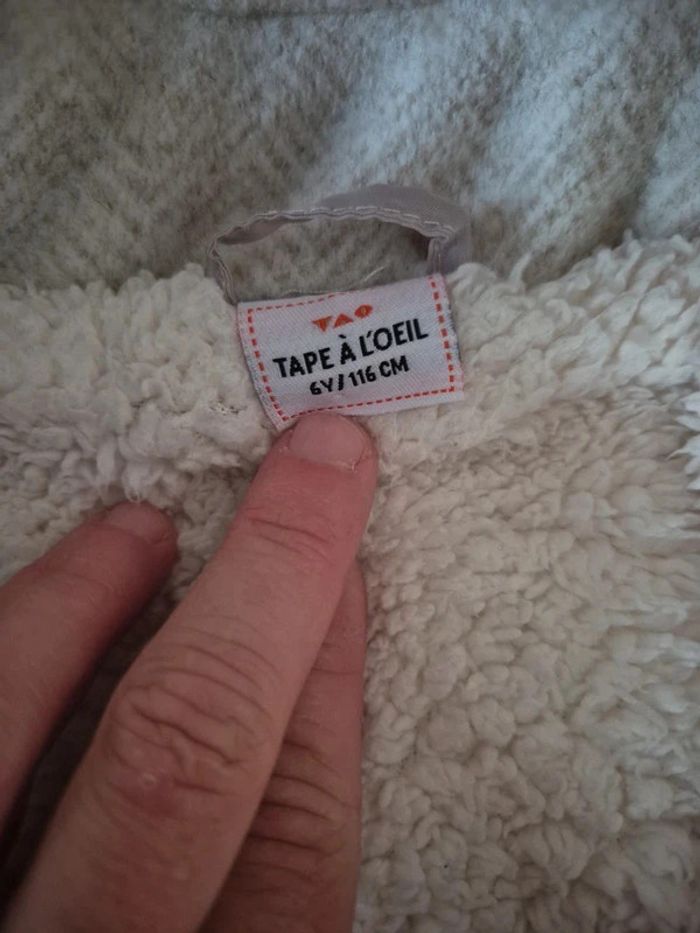 TAO
TAPE À L'OEIL
6Y/116 CM